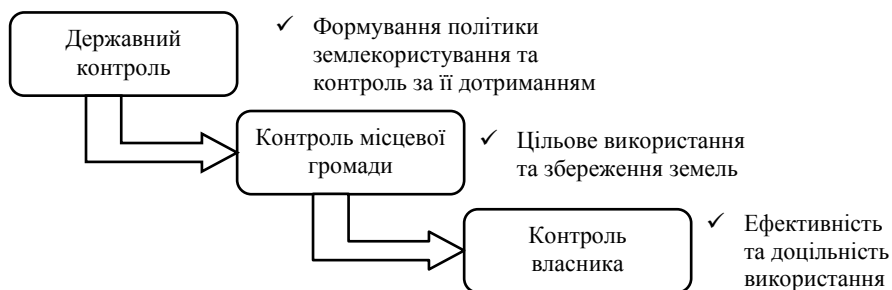 Державний
контроль
✓ Формування політики
землекористування та
контроль за її дотриманням
Контроль місцевої
громади
✓ Цільове використання
та збереження земель
Контроль
власника
✓ Ефективність
та доцільність
використання